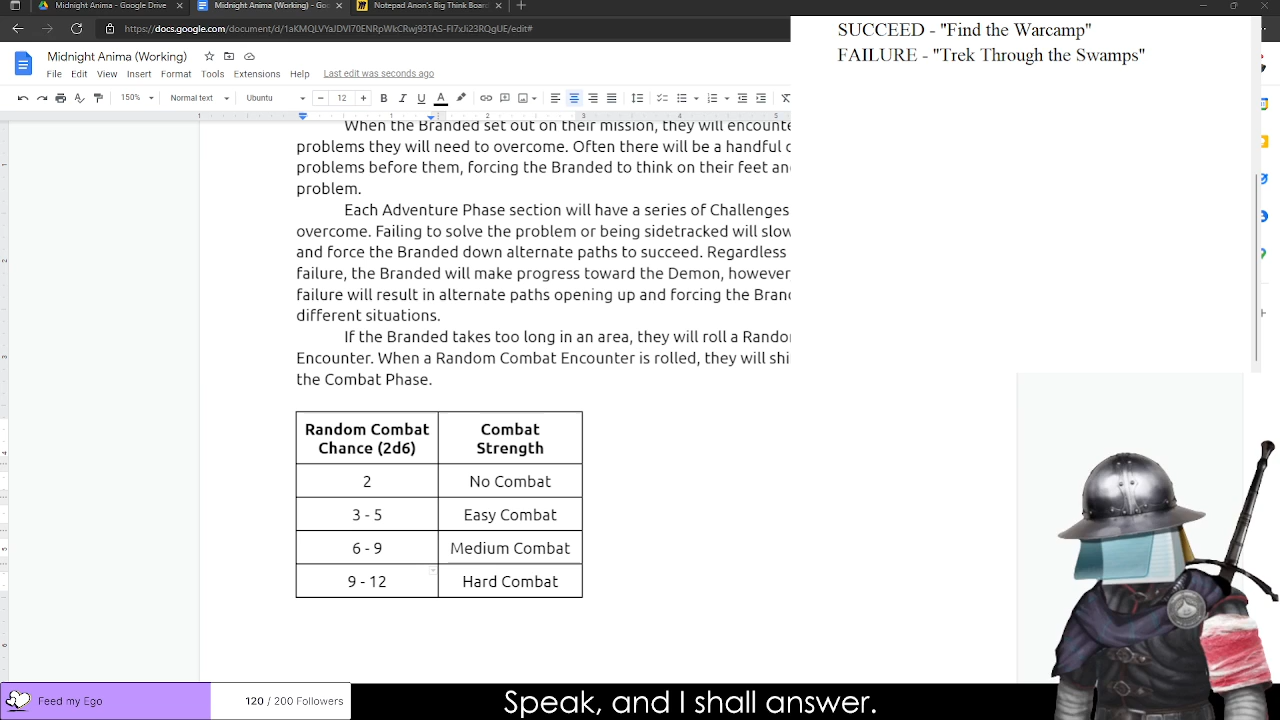 Midnight Anima - Google Drive
Midnight Anima (Working) - Go
Notepad Anon's Big Think Board
https://docs.google.com/document/d/1aKMQLVYaJDVl70ENRpWkCRwj93TAS-FI7xJi23RQgUE/edit#
SUCCEED - "Find the Warcamp"
FAILURE - "Trek Through the Swamps"
Midnight Anima (Working)
File Edit View Insert Format Tools Extensions Help Last edit was seconds ago
150% Normal text Ubuntu 12
When the Branded set out on their mission, they will encounte
problems they will need to overcome. Often there will be a handful o
problems before them, forcing the Branded to think on their feet and
problem.
Each Adventure Phase section will have a series of Challenges
overcome. Failing to solve the problem or being sidetracked will slow
and force the Branded down alternate paths to succeed. Regardless
failure, the Branded will make progress toward the Demon, however
failure will result in alternate paths opening up and forcing the Brand
different situations.
If the Branded takes too long in an area, they will roll a Rando
Encounter. When a Random Combat Encounter is rolled, they will shi
the Combat Phase.
Random Combat Chance (2d6) Combat Strength
2 No Combat
3 - 5 Easy Combat
6 - 9 Medium Combat
9 - 12 Hard Combat
Feed my Ego
120 / 200 Followers
Speak, and I shall answer.